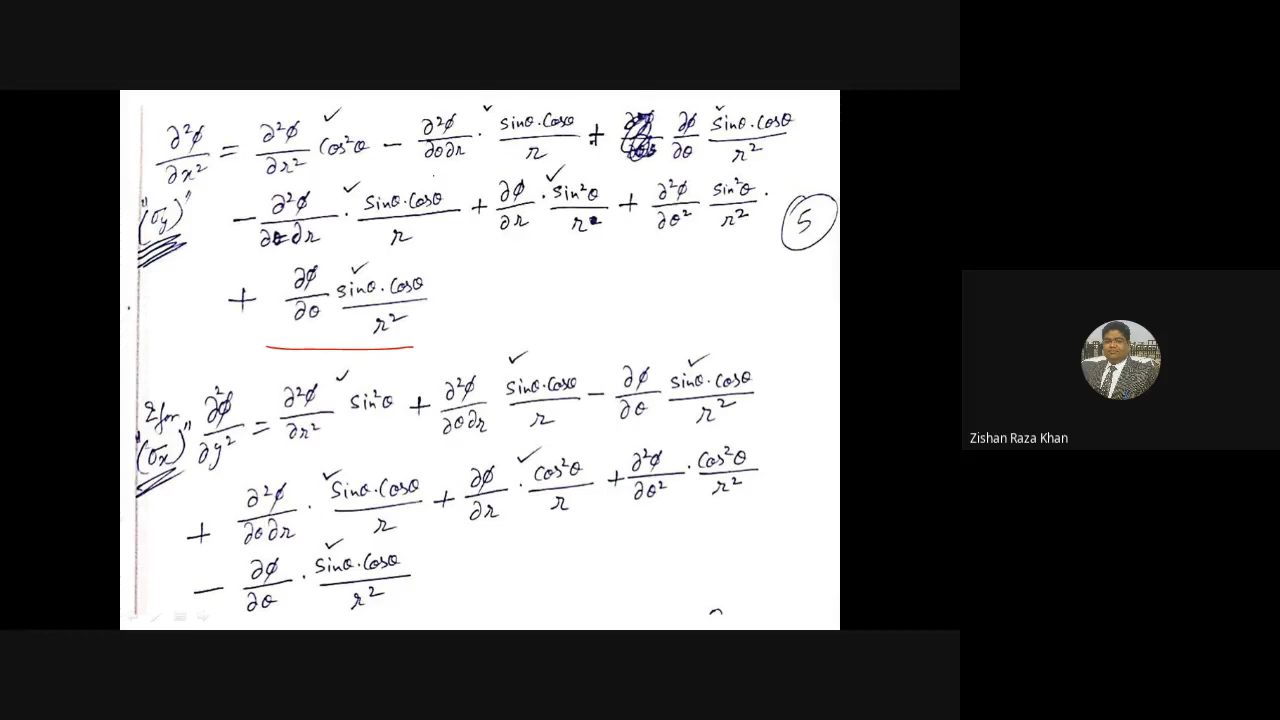 ∂²ϕ/∂x² = ∂²ϕ/∂r² cos²θ − ∂²ϕ/∂θ∂r · sinθ·cosθ/r + ∂ϕ/∂θ sinθ·cosθ/r²
"(σy)" − ∂²ϕ/∂θ∂r · sinθ·cosθ/r + ∂ϕ/∂r · sin²θ/r + ∂²ϕ/∂θ² sin²θ/r² · 5
+ ∂ϕ/∂θ sinθ·cosθ/r²
& for "(σx)" ∂²ϕ/∂y² = ∂²ϕ/∂r² sin²θ + ∂²ϕ/∂θ∂r sinθ·cosθ/r − ∂ϕ/∂θ sinθ·cosθ/r²
+ ∂²ϕ/∂θ∂r · sinθ·cosθ/r + ∂ϕ/∂r · cos²θ/r + ∂²ϕ/∂θ² · cos²θ/r²
− ∂ϕ/∂θ · sinθ·cosθ/r²
Zishan Raza Khan